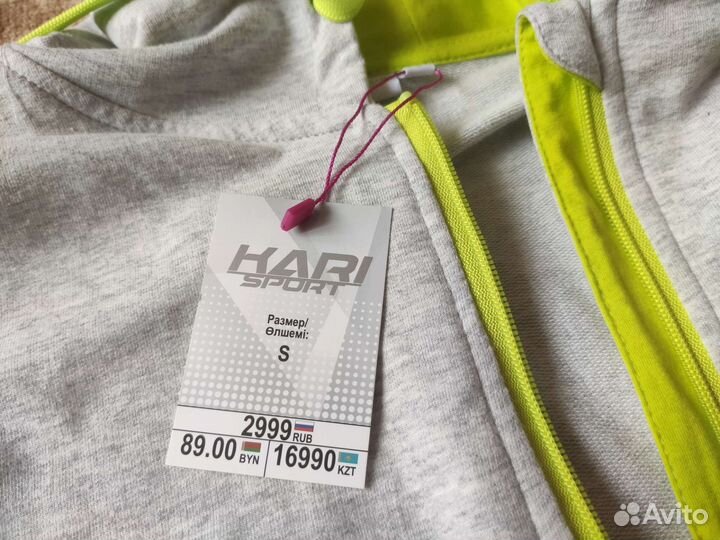 KARI
SPORT
Размер/
Өлшемі:
S
2999 RUB
89.00 BYN 16990 KZT
Avito